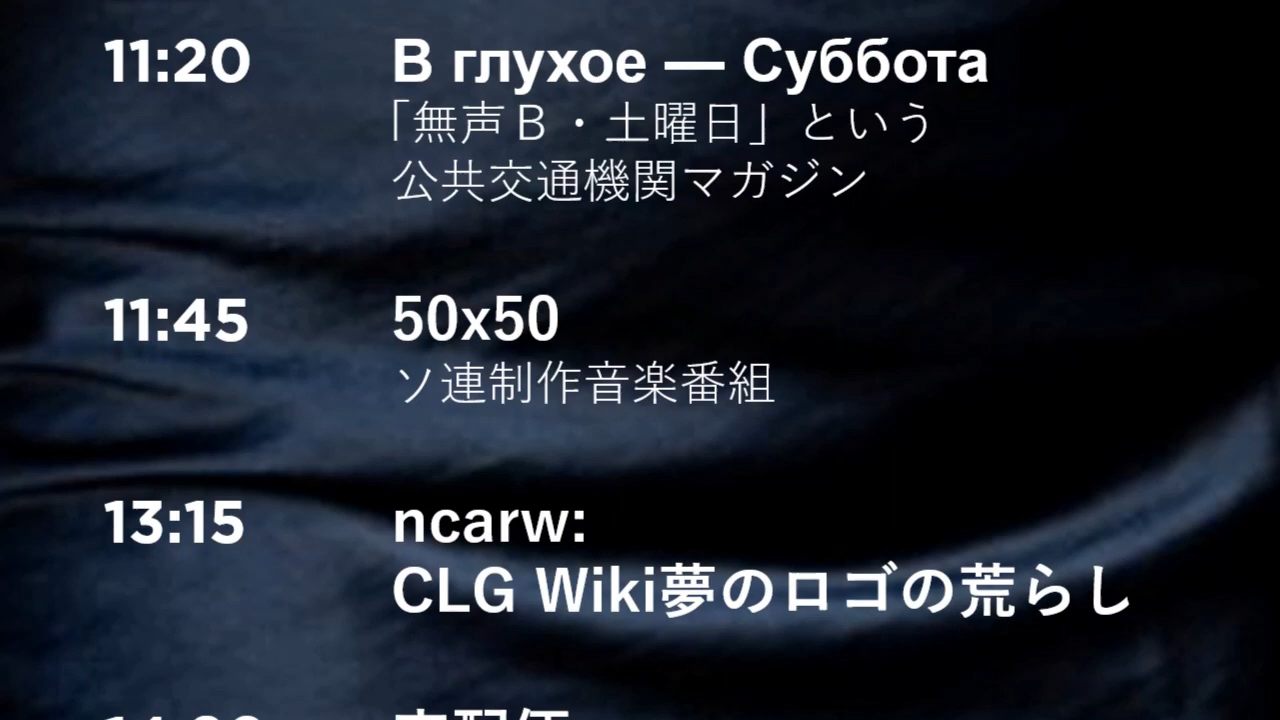 11:20 В глухое — Суббота
「無声B・土曜日」という
公共交通機関マガジン
11:45 50x50
ソ連制作音楽番組
13:15 ncarw:
CLG Wiki夢のロゴの荒らし